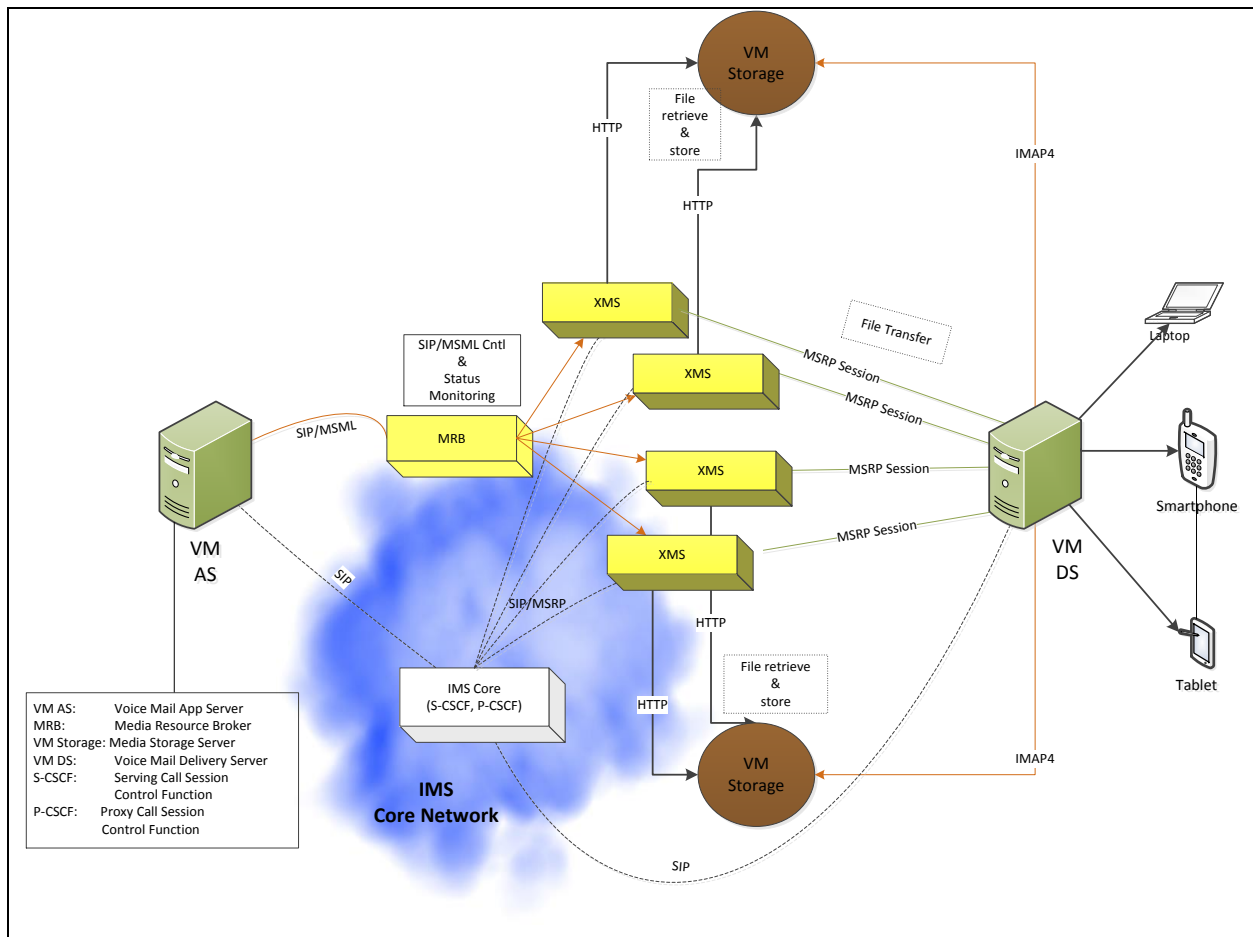 VM
Storage
File
retrieve
&
store
HTTP
IMAP4
HTTP
XMS
File Transfer
Laptop
SIP/MSML Cntl
&
Status
Monitoring
MSRP Session
XMS
MSRP Session
SIP/MSML
MRB
XMS
MSRP Session
Smartphone
VM
AS
XMS
MSRP Session
VM
DS
SIP
SIP/MSRP
HTTP
Tablet
IMS Core
(S-CSCF, P-CSCF)
File retrieve
&
store
HTTP
VM AS: Voice Mail App Server
MRB: Media Resource Broker
VM Storage: Media Storage Server
VM DS: Voice Mail Delivery Server
S-CSCF: Serving Call Session
Control Function
P-CSCF: Proxy Call Session
Control Function
IMS
Core Network
VM
Storage
IMAP4
SIP